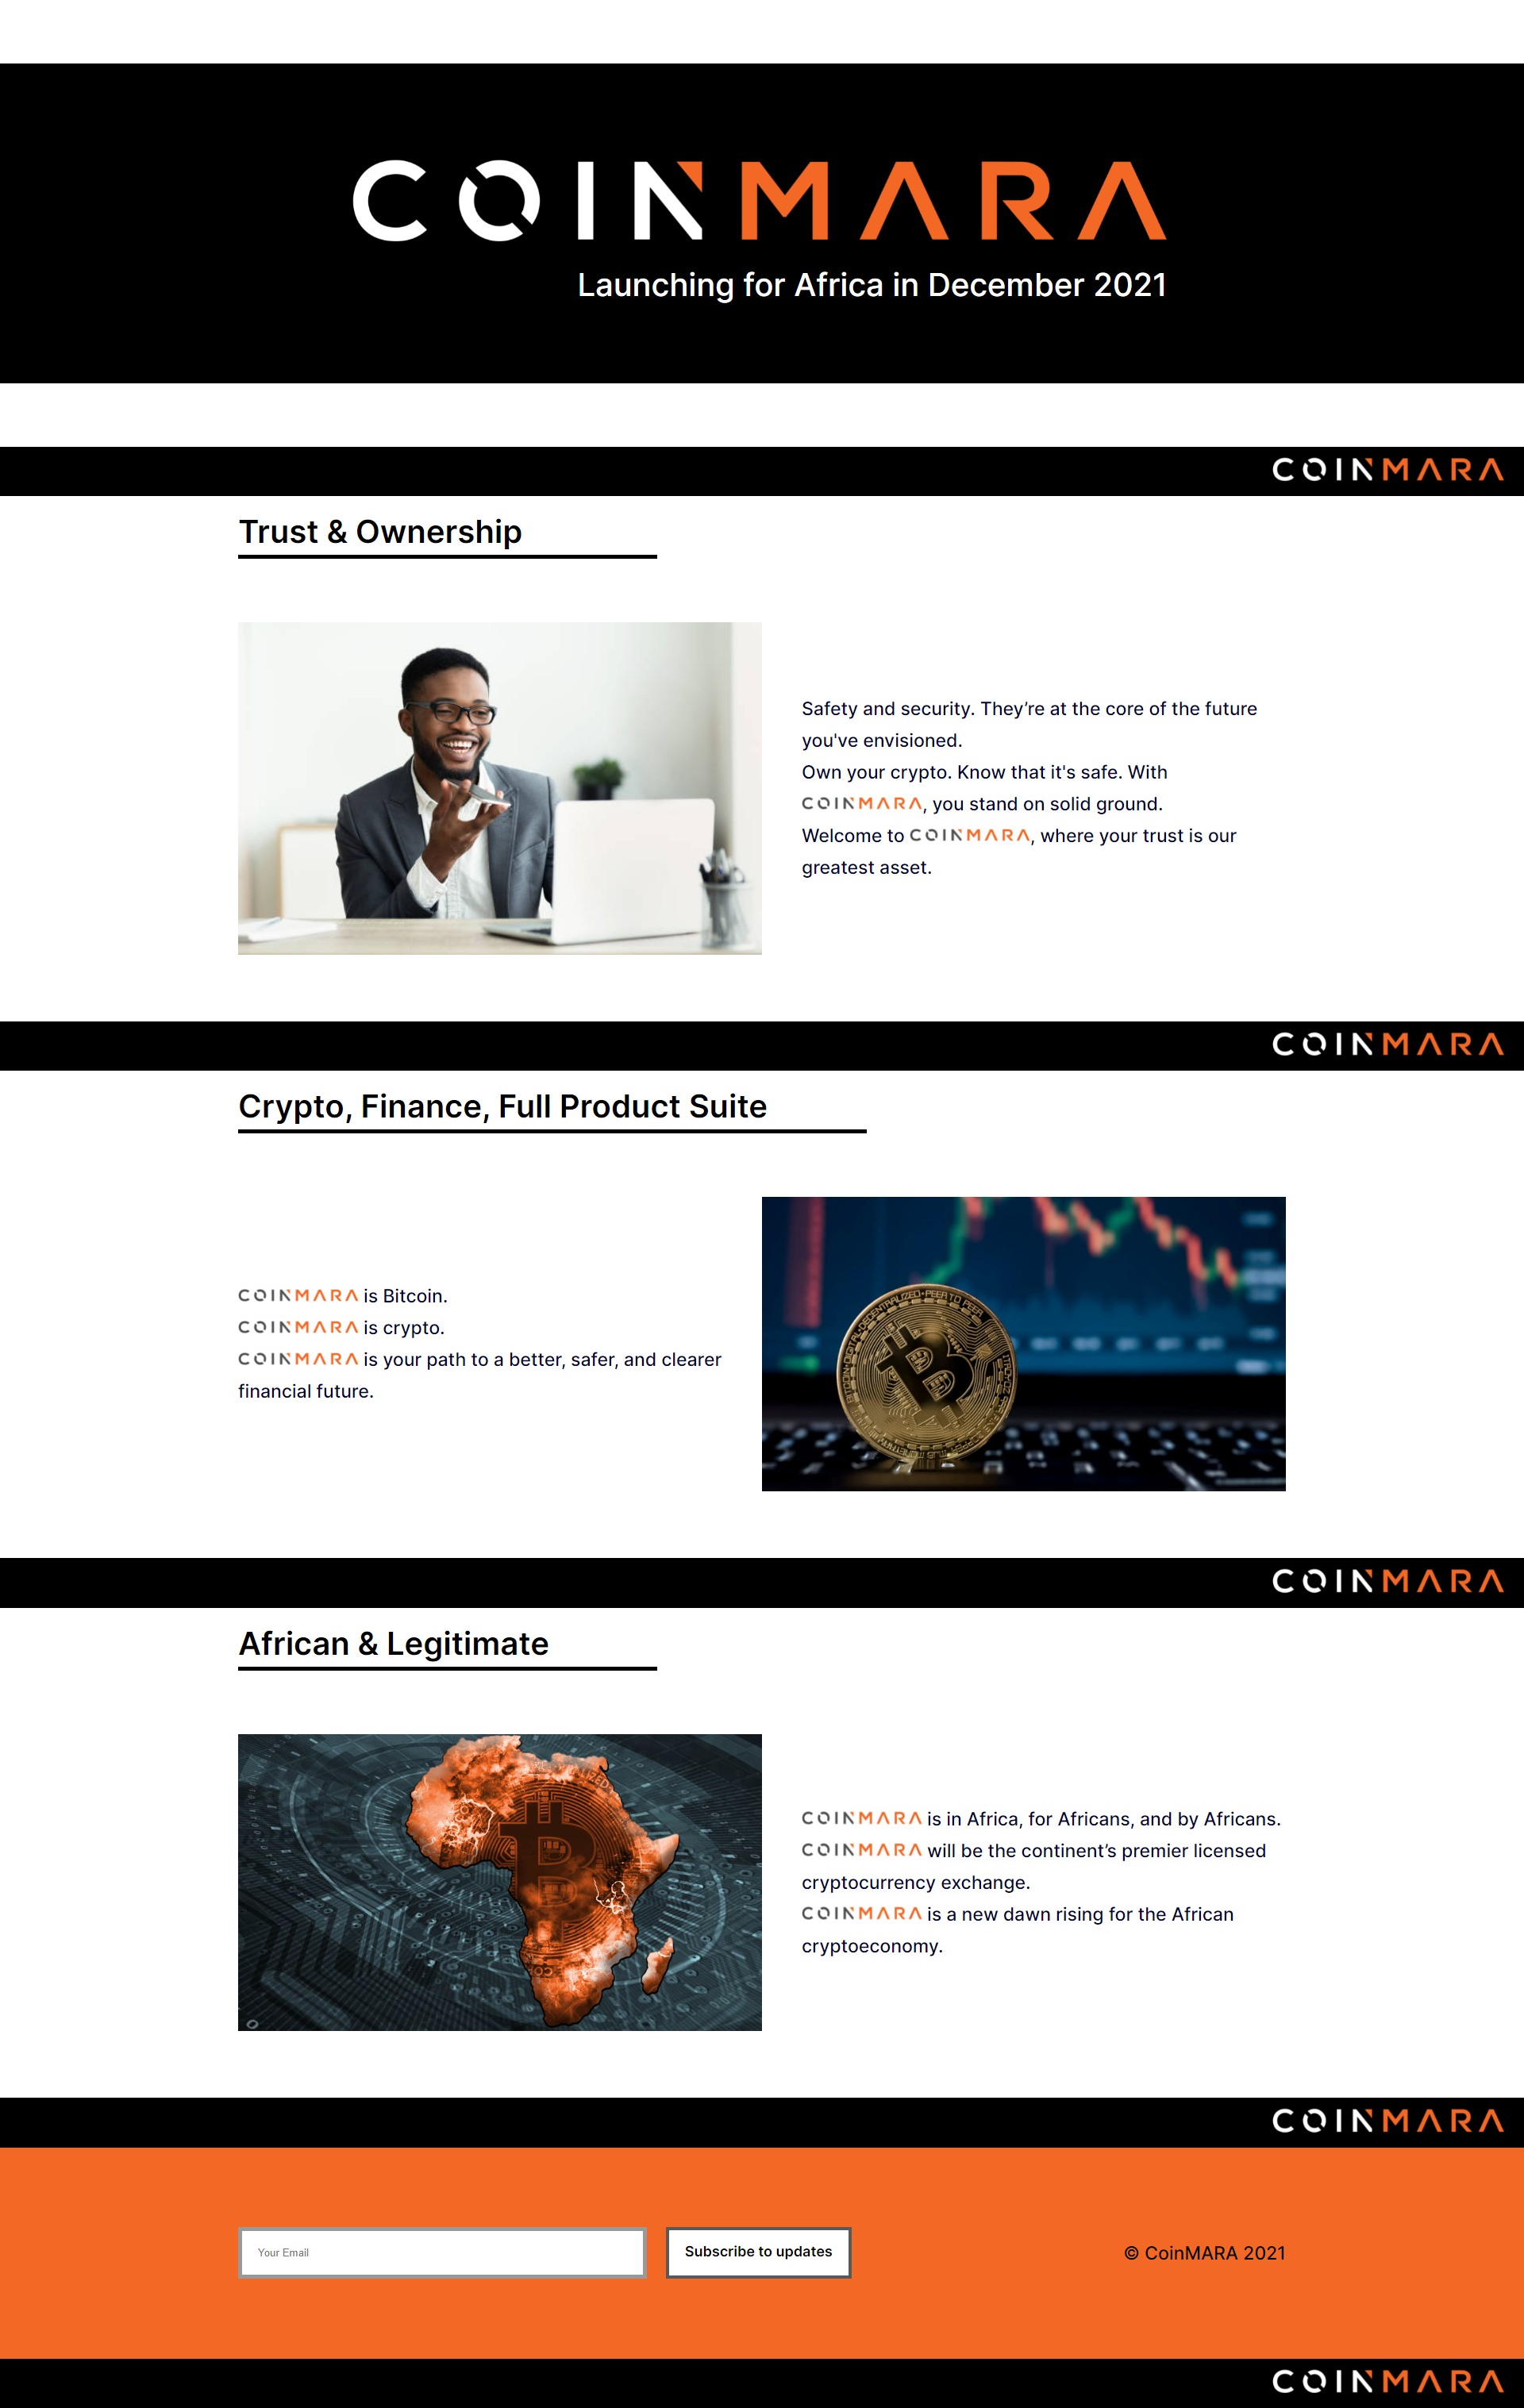 COINMARA
Launching for Africa in December 2021
COINMARA
Trust & Ownership
Safety and security. They’re at the core of the future
you've envisioned.
Own your crypto. Know that it's safe. With
COINMARA, you stand on solid ground.
Welcome to COINMARA, where your trust is our
greatest asset.
COINMARA
Crypto, Finance, Full Product Suite
COINMARA is Bitcoin.
COINMARA is crypto.
COINMARA is your path to a better, safer, and clearer
financial future.
COINMARA
African & Legitimate
COINMARA is in Africa, for Africans, and by Africans.
COINMARA will be the continent’s premier licensed
cryptocurrency exchange.
COINMARA is a new dawn rising for the African
cryptoeconomy.
COINMARA
Your Email
Subscribe to updates
© CoinMARA 2021
COINMARA